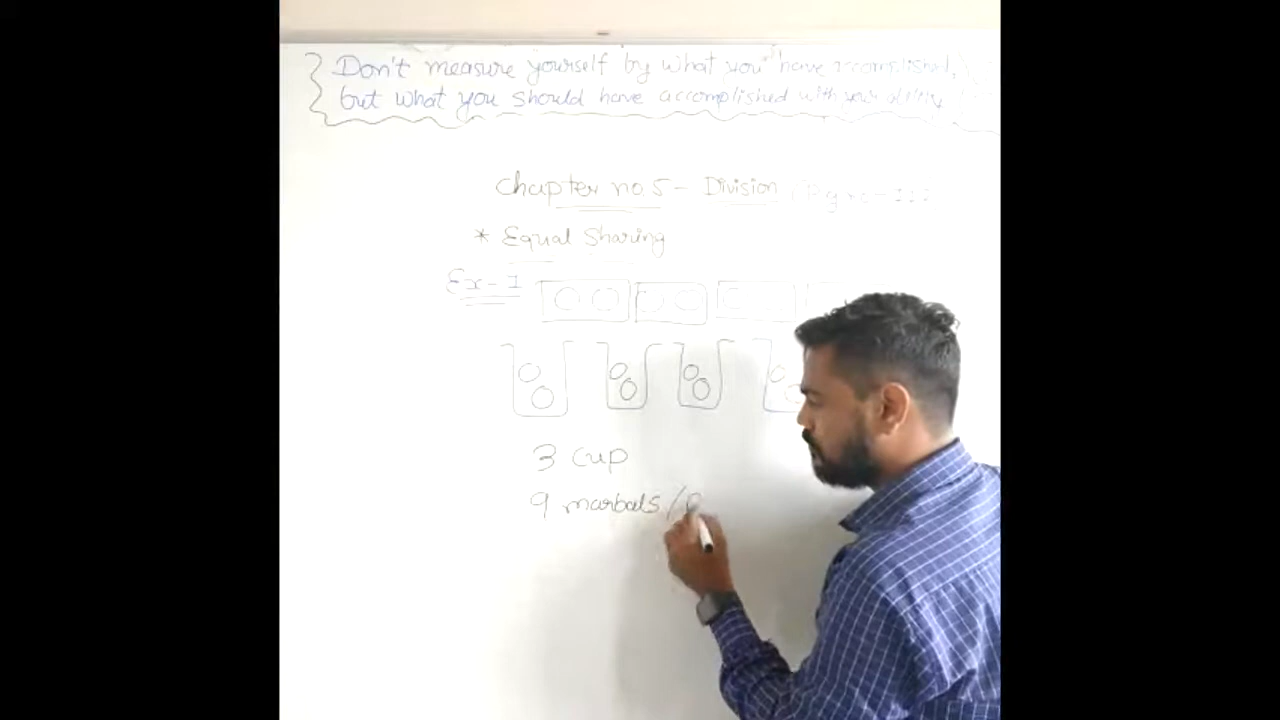 Don't measure yourself by what you have accomplished,
but what you should have accomplished with your ability
Chapter no. 5 - Division
* Equal Sharing
Ex - 1
3 cup
9 marbals /